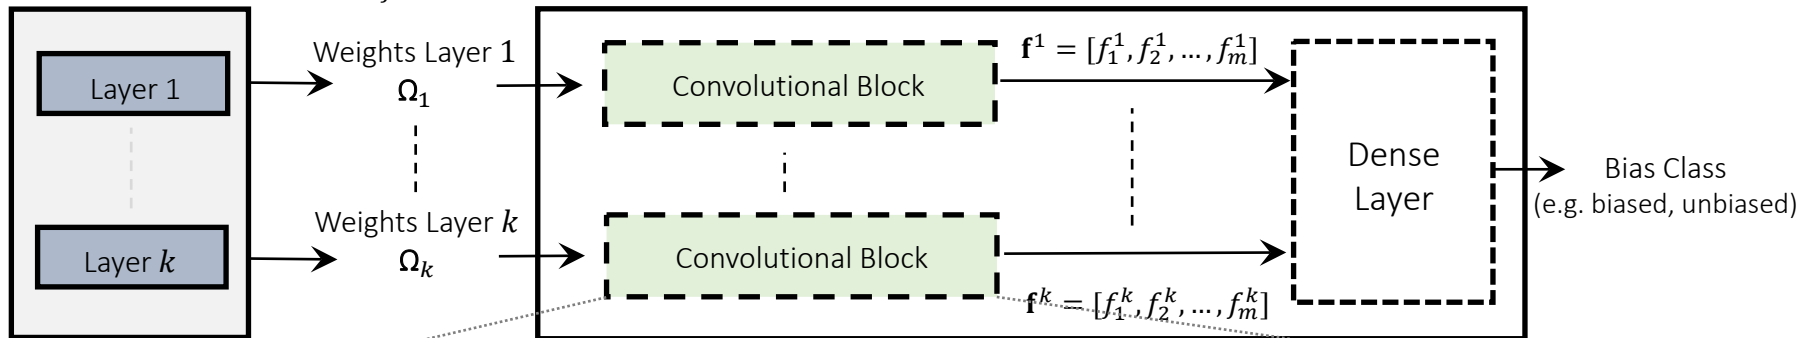 Layer 1
Weights Layer 1
Ω₁
Convolutional Block
𝐟¹ = [f₁¹, f₂¹, … , fₘ¹]
Dense
Layer
Bias Class
(e.g. biased, unbiased)
Layer k
Weights Layer k
Ωₖ
Convolutional Block
𝐟ᵏ = [f₁ᵏ, f₂ᵏ, … , fₘᵏ]